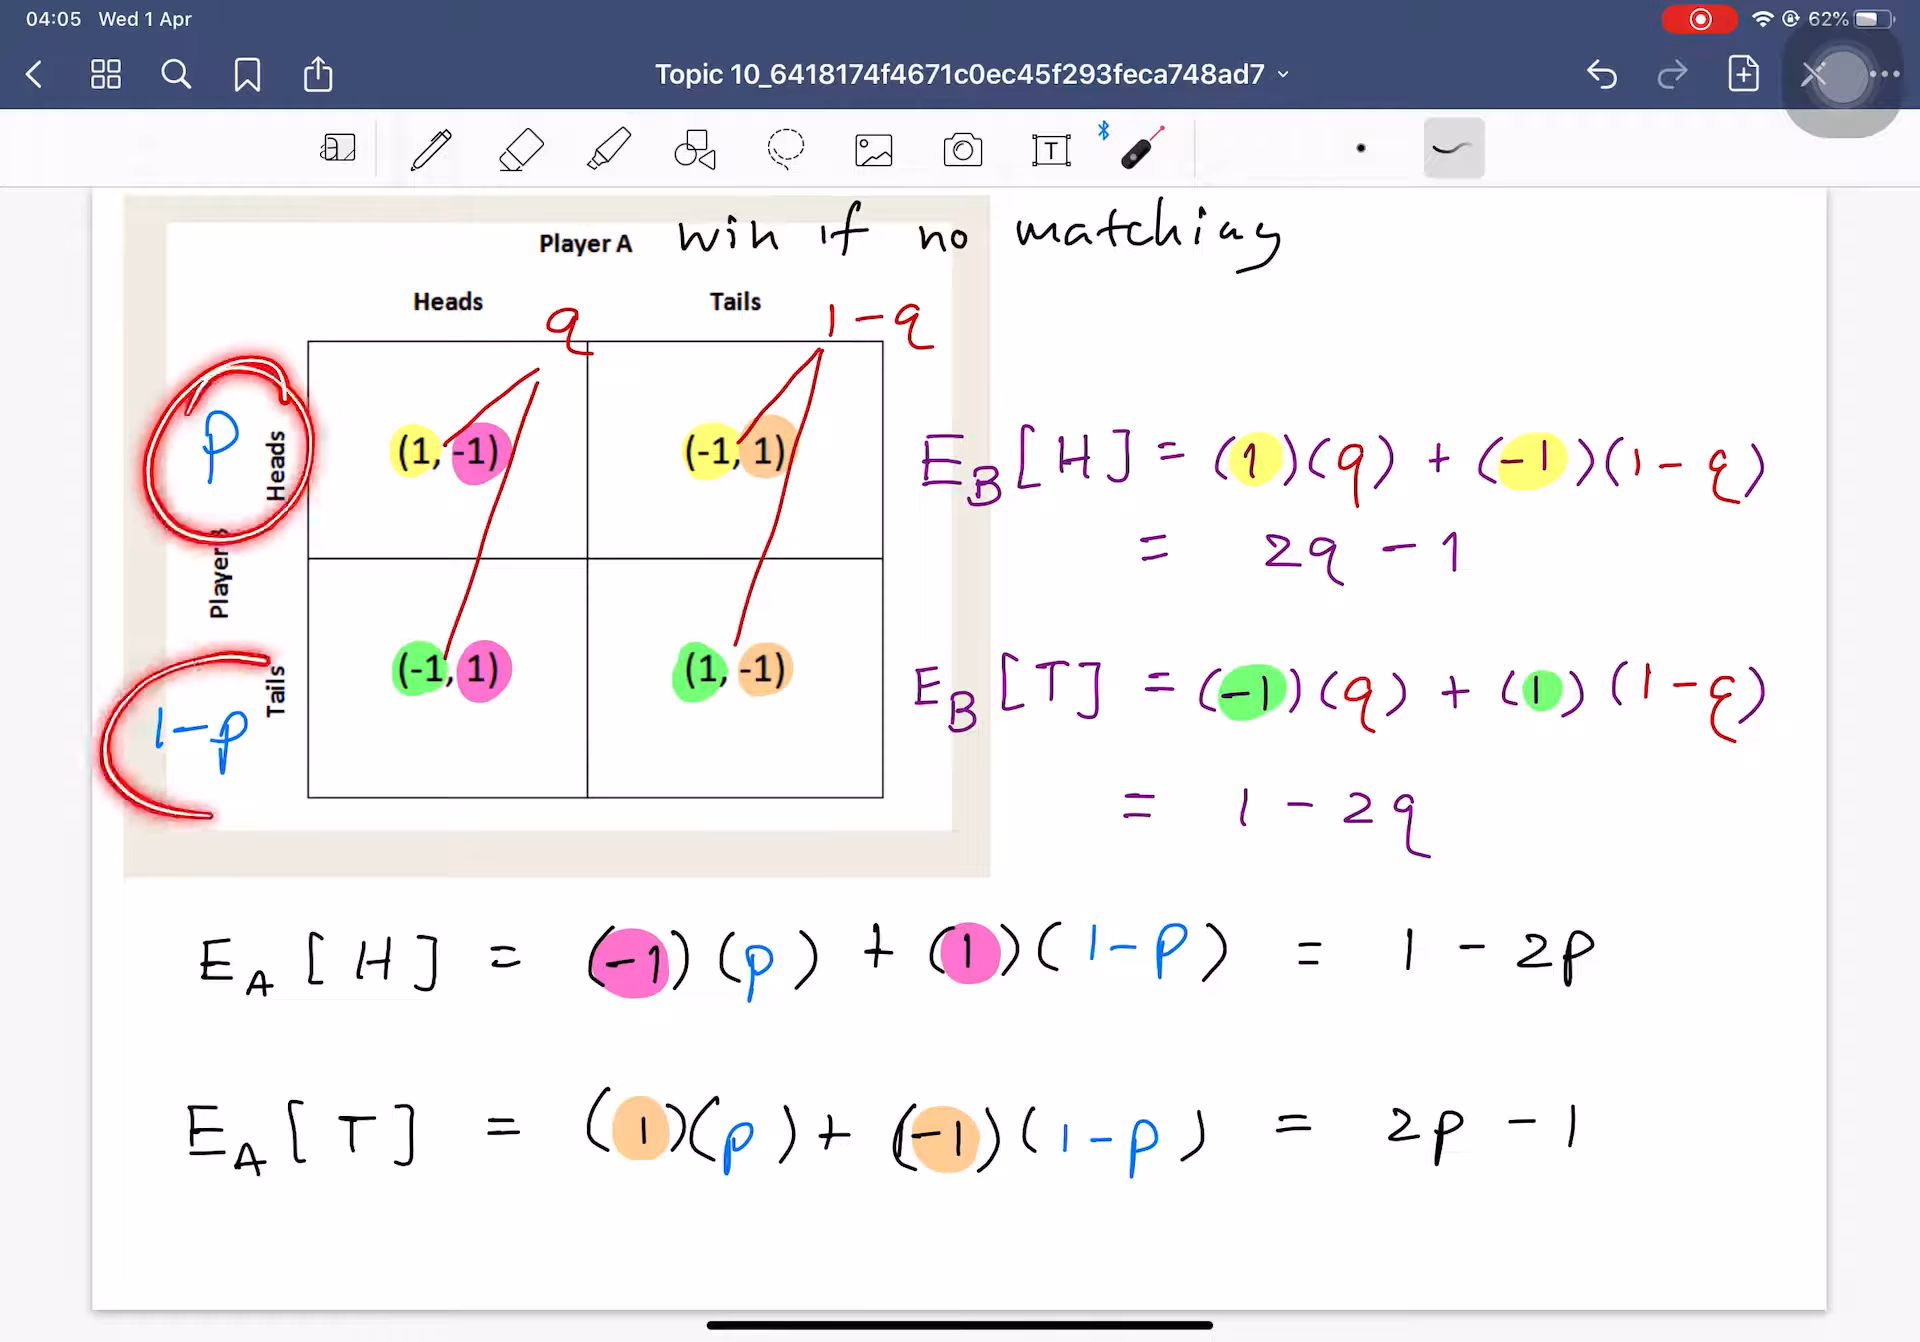 04:05 Wed 1 Apr
62%
Topic 10_6418174f4671c0ec45f293feca748ad7
Player A win if no matching
Heads Tails
q 1-q
p Heads (1, -1) (-1, 1)
E_B [H] = (1)(q) + (-1)(1-q)
= 2q - 1
Player
1-p Tails (-1, 1) (1, -1)
E_B [T] = (-1)(q) + (1)(1-q)
= 1 - 2q
E_A [H] = (-1)(p) + (1)(1-p) = 1 - 2p
E_A [T] = (1)(p) + (-1)(1-p) = 2p - 1